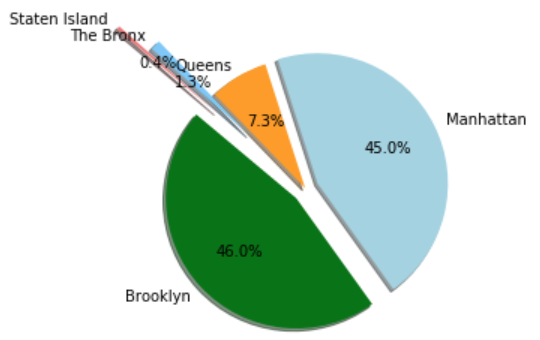 Staten Island
The Bronx
0.4%
Queens
1.3%
7.3%
Manhattan
45.0%
46.0%
Brooklyn